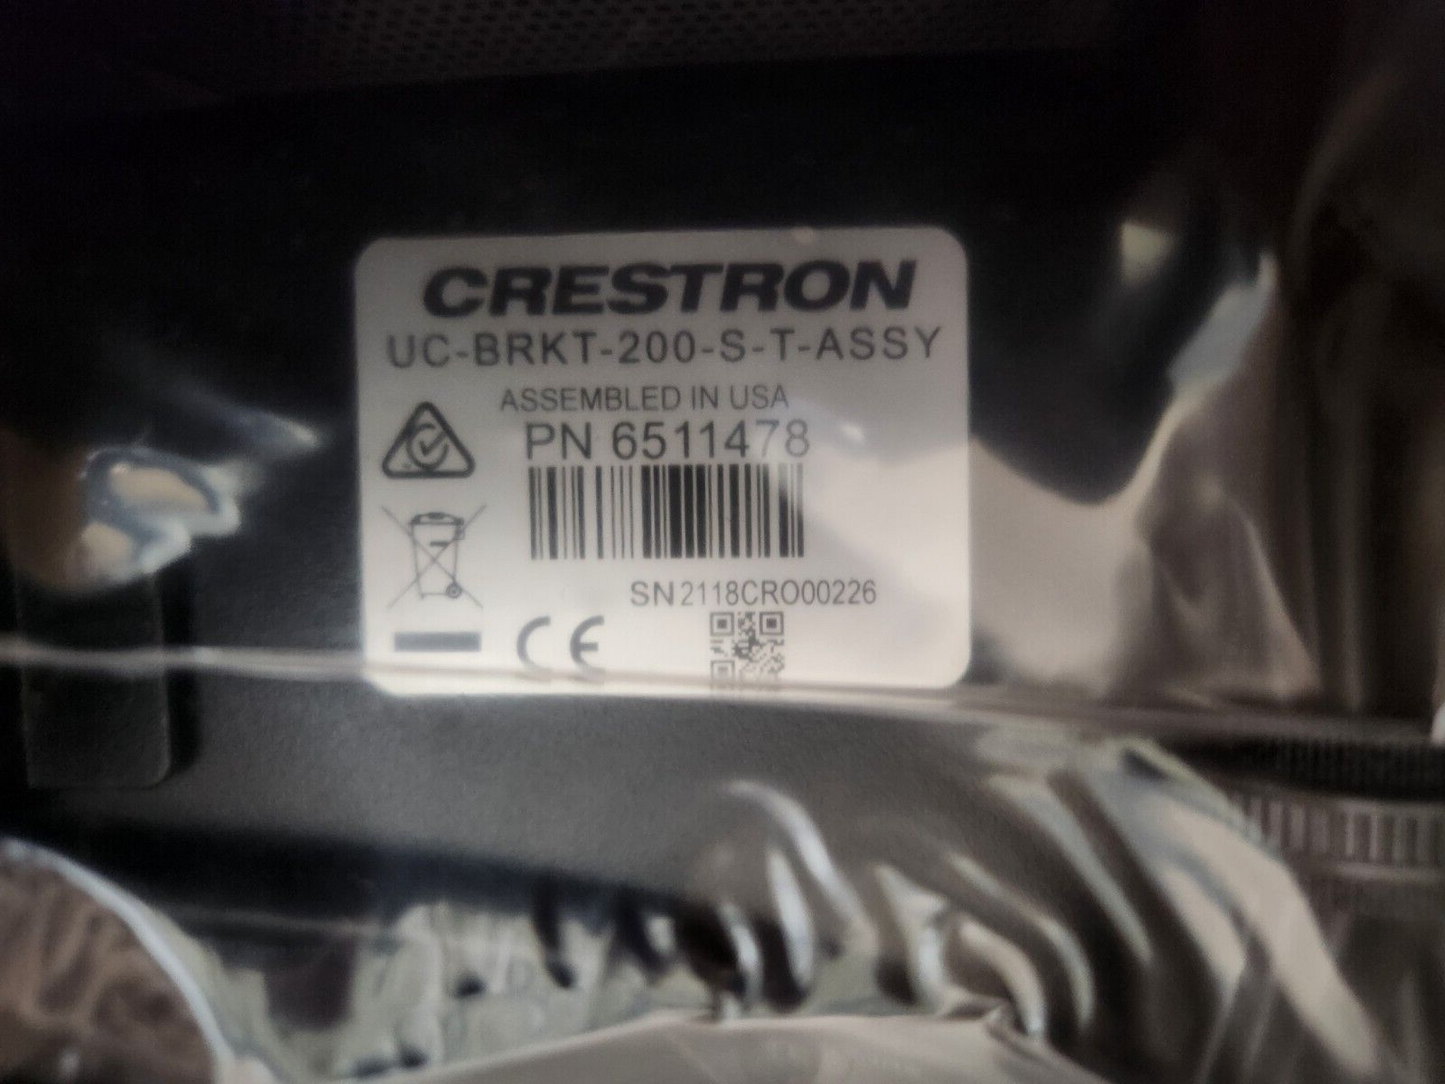 CRESTRON
UC-BRKT-200-S-T-ASSY
ASSEMBLED IN USA
PN 6511478
SN2118CRO00226
CE